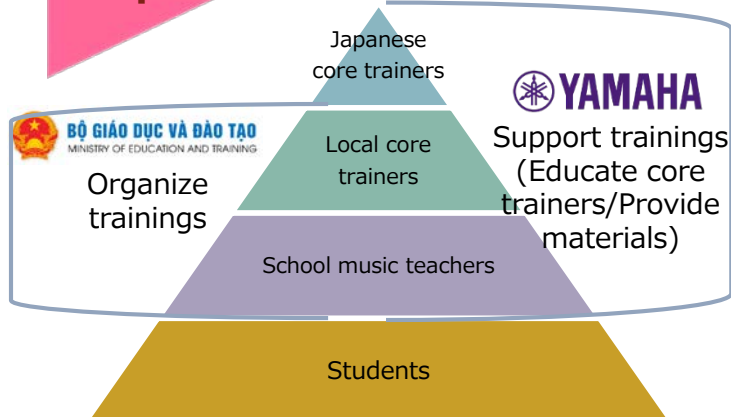 Japanese
core trainers
YAMAHA
BỘ GIÁO DỤC VÀ ĐÀO TẠO
MINISTRY OF EDUCATION AND TRAINING
Organize
trainings
Local core
trainers
Support trainings
(Educate core
trainers/Provide
materials)
School music teachers
Students